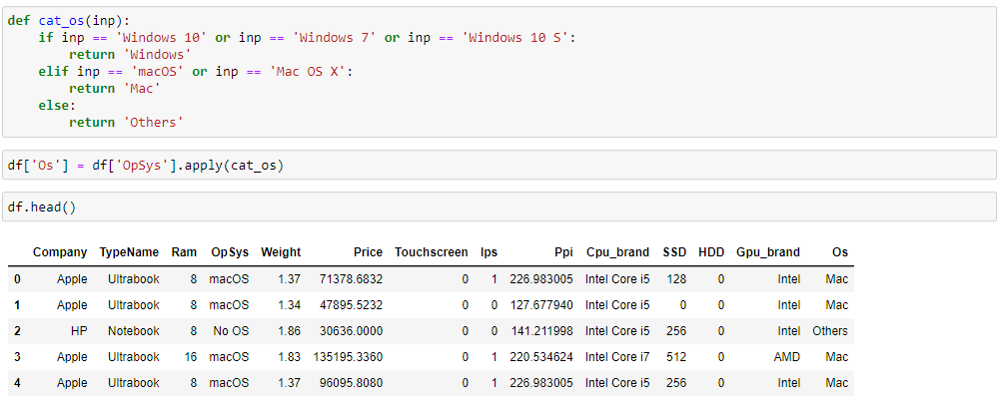 def cat_os(inp):
    if inp == 'Windows 10' or inp == 'Windows 7' or inp == 'Windows 10 S':
        return 'Windows'
    elif inp == 'macOS' or inp == 'Mac OS X':
        return 'Mac'
    else:
        return 'Others'
df['Os'] = df['OpSys'].apply(cat_os)
df.head()
Company TypeName Ram OpSys Weight Price Touchscreen Ips Ppi Cpu_brand SSD HDD Gpu_brand Os
0 Apple Ultrabook 8 macOS 1.37 71378.6832 0 1 226.983005 Intel Core i5 128 0 Intel Mac
1 Apple Ultrabook 8 macOS 1.34 47895.5232 0 0 127.677940 Intel Core i5 0 0 Intel Mac
2 HP Notebook 8 No OS 1.86 30636.0000 0 0 141.211998 Intel Core i5 256 0 Intel Others
3 Apple Ultrabook 16 macOS 1.83 135195.3360 0 1 220.534624 Intel Core i7 512 0 AMD Mac
4 Apple Ultrabook 8 macOS 1.37 96095.8080 0 1 226.983005 Intel Core i5 256 0 Intel Mac